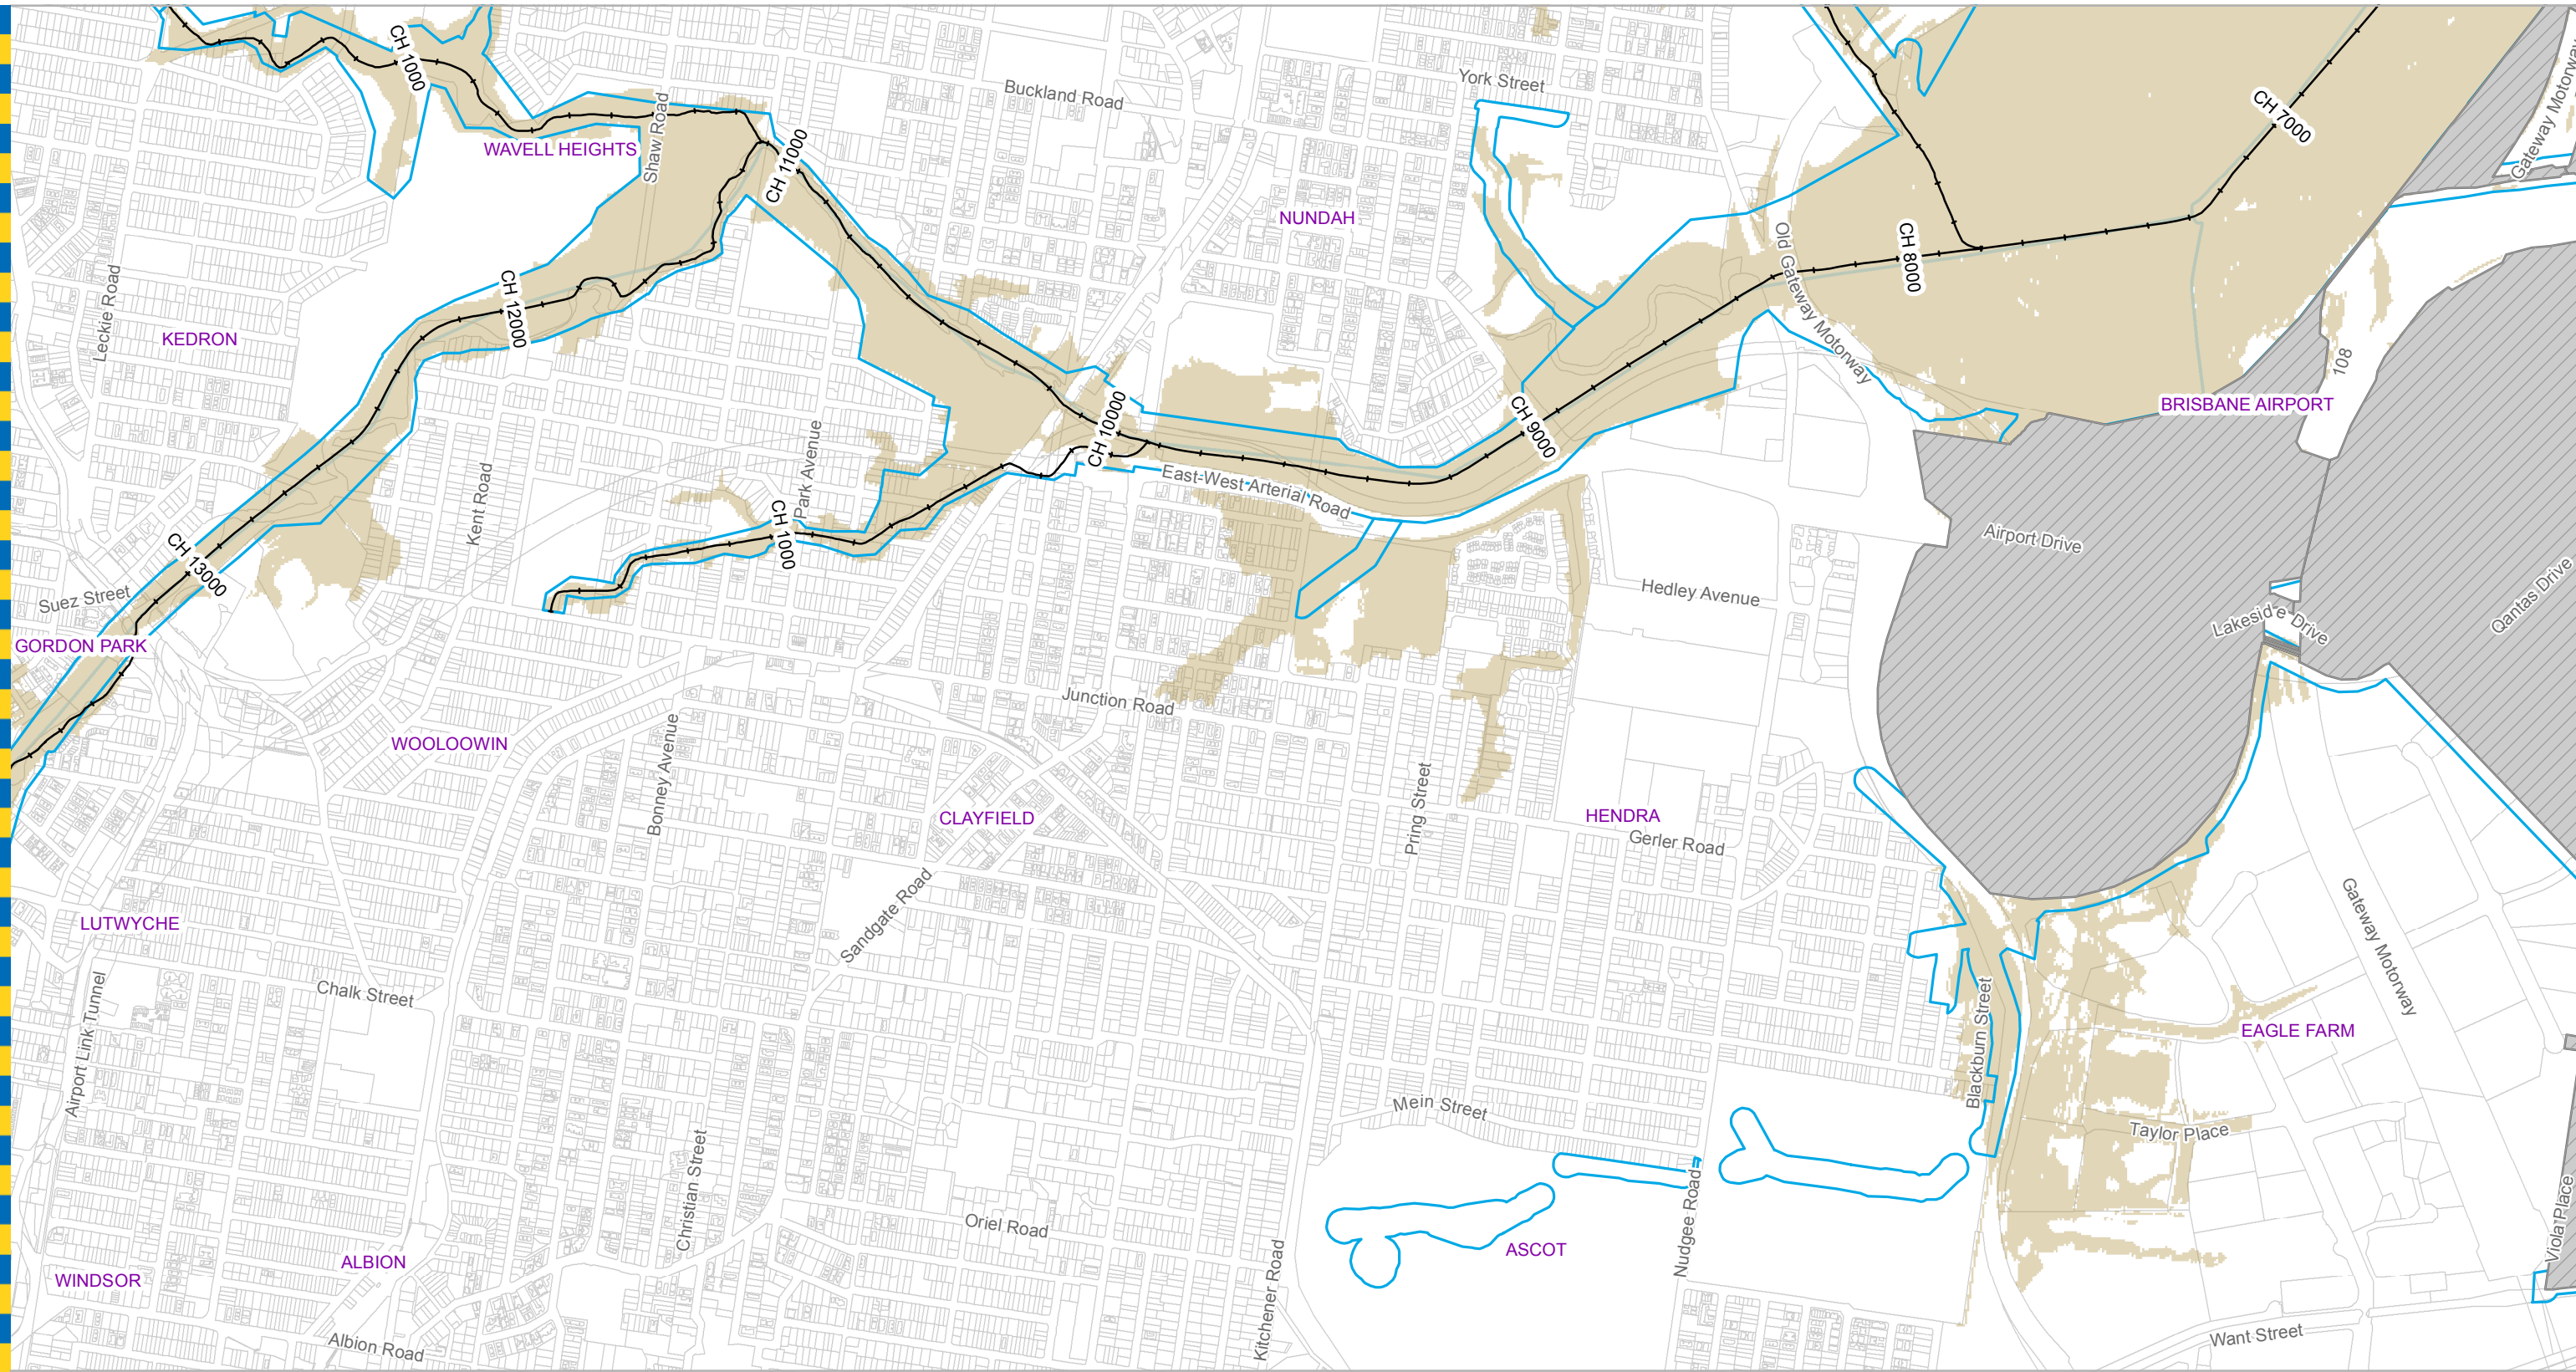 CH 1000
Buckland Road
York Street
Gateway Motorway
CH 7000
Shaw Road
WAVELL HEIGHTS
CH 11000
NUNDAH
Old Gateway Motorway
CH 8000
Leckie Road
CH 12000
KEDRON
108
BRISBANE AIRPORT
CH 10000
CH 9000
Kent Road
Park Avenue
East-West Arterial Road
CH 1000
Airport Drive
CH 13000
Suez Street
Hedley Avenue
Qantas Drive
Lakeside Drive
GORDON PARK
Junction Road
WOOLOOWIN
Bonney Avenue
CLAYFIELD
Pring Street
HENDRA
Gerler Road
Sandgate Road
LUTWYCHE
Gateway Motorway
Chalk Street
Airport Link Tunnel
Blackburn Street
EAGLE FARM
Mein Street
Taylor Place
Christian Street
Oriel Road
Nudgee Road
Viola Place
ASCOT
ALBION
WINDSOR
Kitchener Road
Albion Road
Want Street